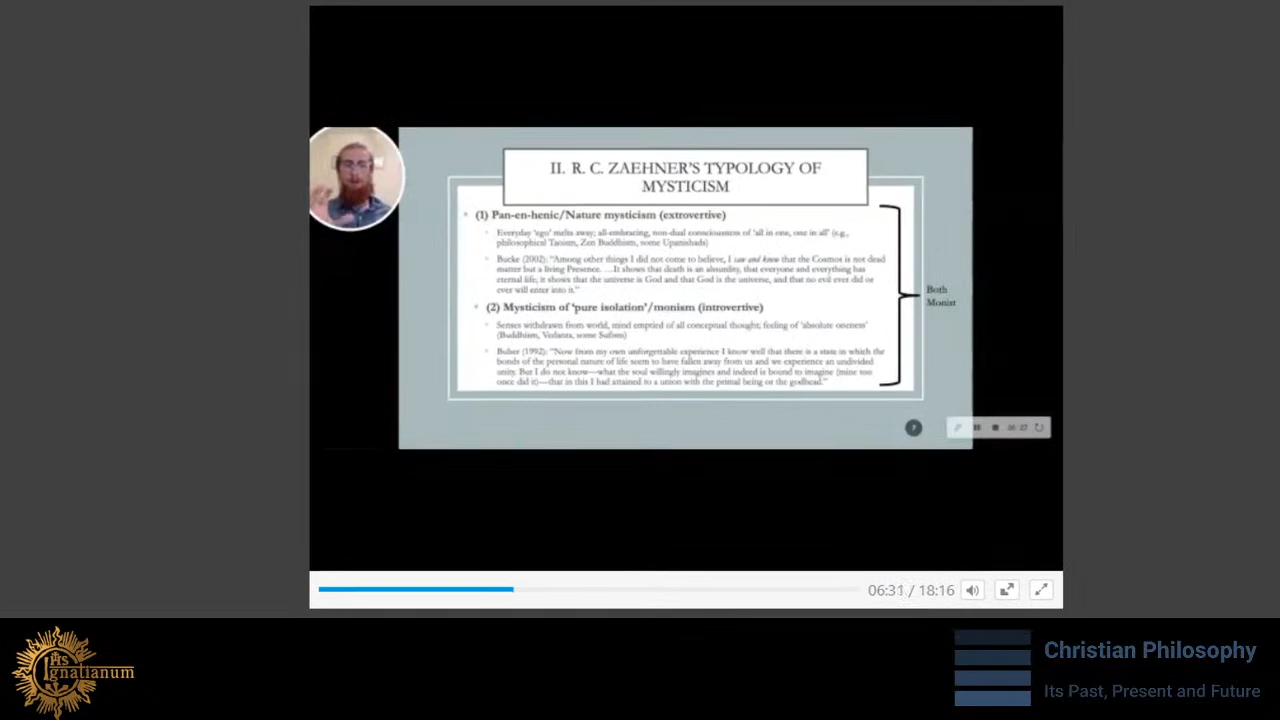 II. R. C. ZAEHNER'S TYPOLOGY OF
MYSTICISM
(1) Pan-en-henic/Nature mysticism (extrovertive)
Everyday 'ego' melts away; all-embracing, non-dual consciousness of 'all in one, one in all' (e.g.,
philosophical Taoism, Zen Buddhism, some Upanishads)
Bucke (2002): "Among other things I did not come to believe, I saw and knew that the Cosmos is not dead
matter but a living Presence. …It shows that death is an absurdity, that everyone and everything has
eternal life; it shows that the universe is God and that God is the universe, and that no evil ever did or
ever will enter into it."
(2) Mysticism of 'pure isolation'/monism (introvertive)
Senses withdrawn from world, mind emptied of all conceptual thought; feeling of 'absolute oneness'
(Buddhism, Vedanta, some Sufism)
Buber (1992): "Now from my own unforgettable experience I know well that there is a state in which the
bonds of the personal nature of life seem to have fallen away from us and we experience an undivided
unity. But I do not know—what the soul willingly imagines and indeed is bound to imagine (mine too
once did it)—that in this I had attained to a union with the primal being or the godhead."
Both
Monist
7
06:31 / 18:16
IHS
Ignatianum
Christian Philosophy
Its Past, Present and Future